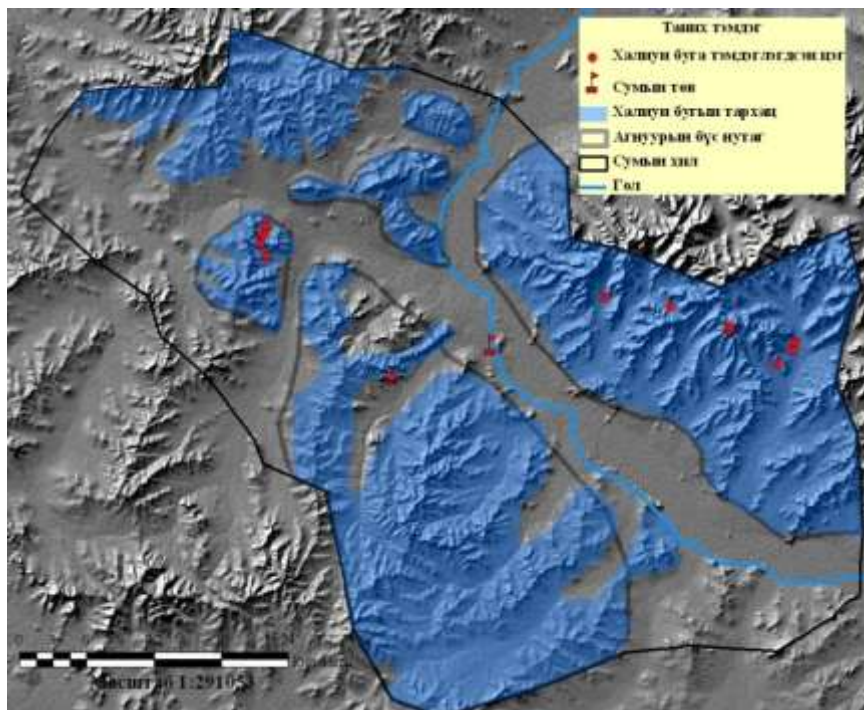 Таних тэмдэг
Халиун буга тэмдэглэгдсэн цэг
Сумын төв
Халиун бугын тархац
Агнуурын бүс нутаг
Сумын хил
Гол
Масштаб 1:291053